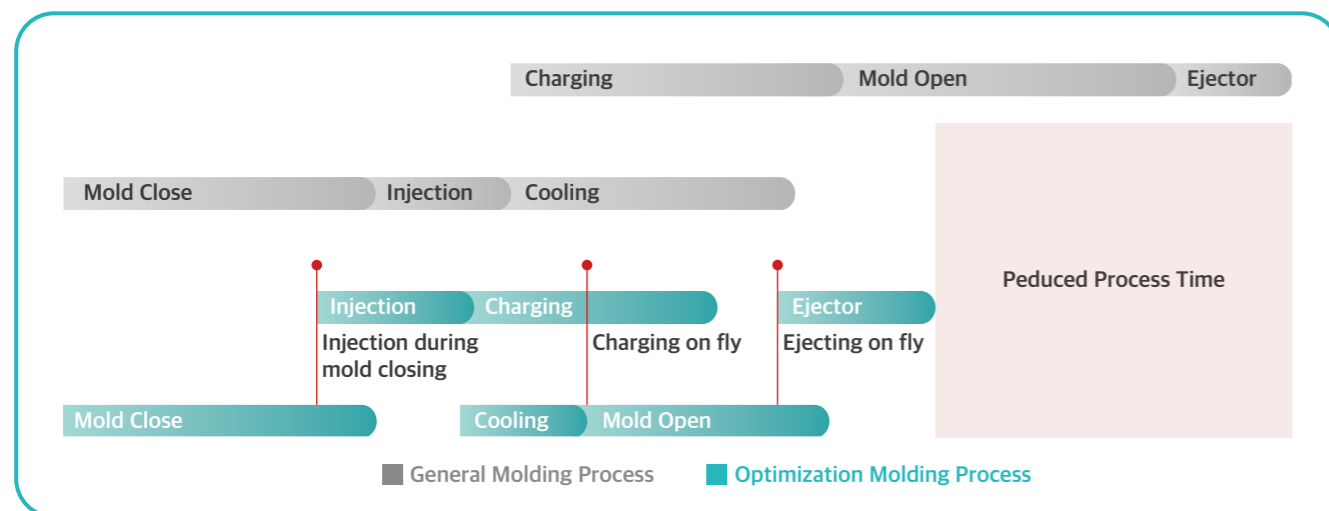 Charging
Mold Open
Ejector
Mold Close
Injection
Cooling
Peduced Process Time
Injection
Charging
Ejector
Injection during
mold closing
Charging on fly
Ejecting on fly
Mold Close
Cooling
Mold Open
General Molding Process
Optimization Molding Process